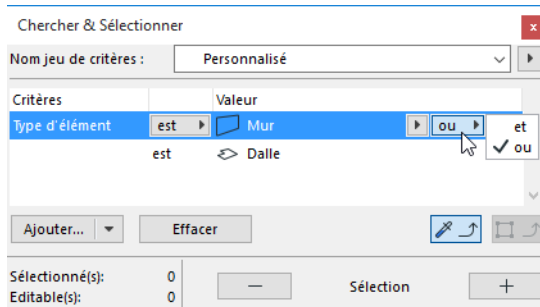 Chercher & Sélectionner
x
Nom jeu de critères : Personnalisé
Critères Valeur
Type d'élément est Mur ou et
ou
est Dalle
Ajouter... Effacer
Sélectionné(s): 0
Editable(s): 0
— Sélection +